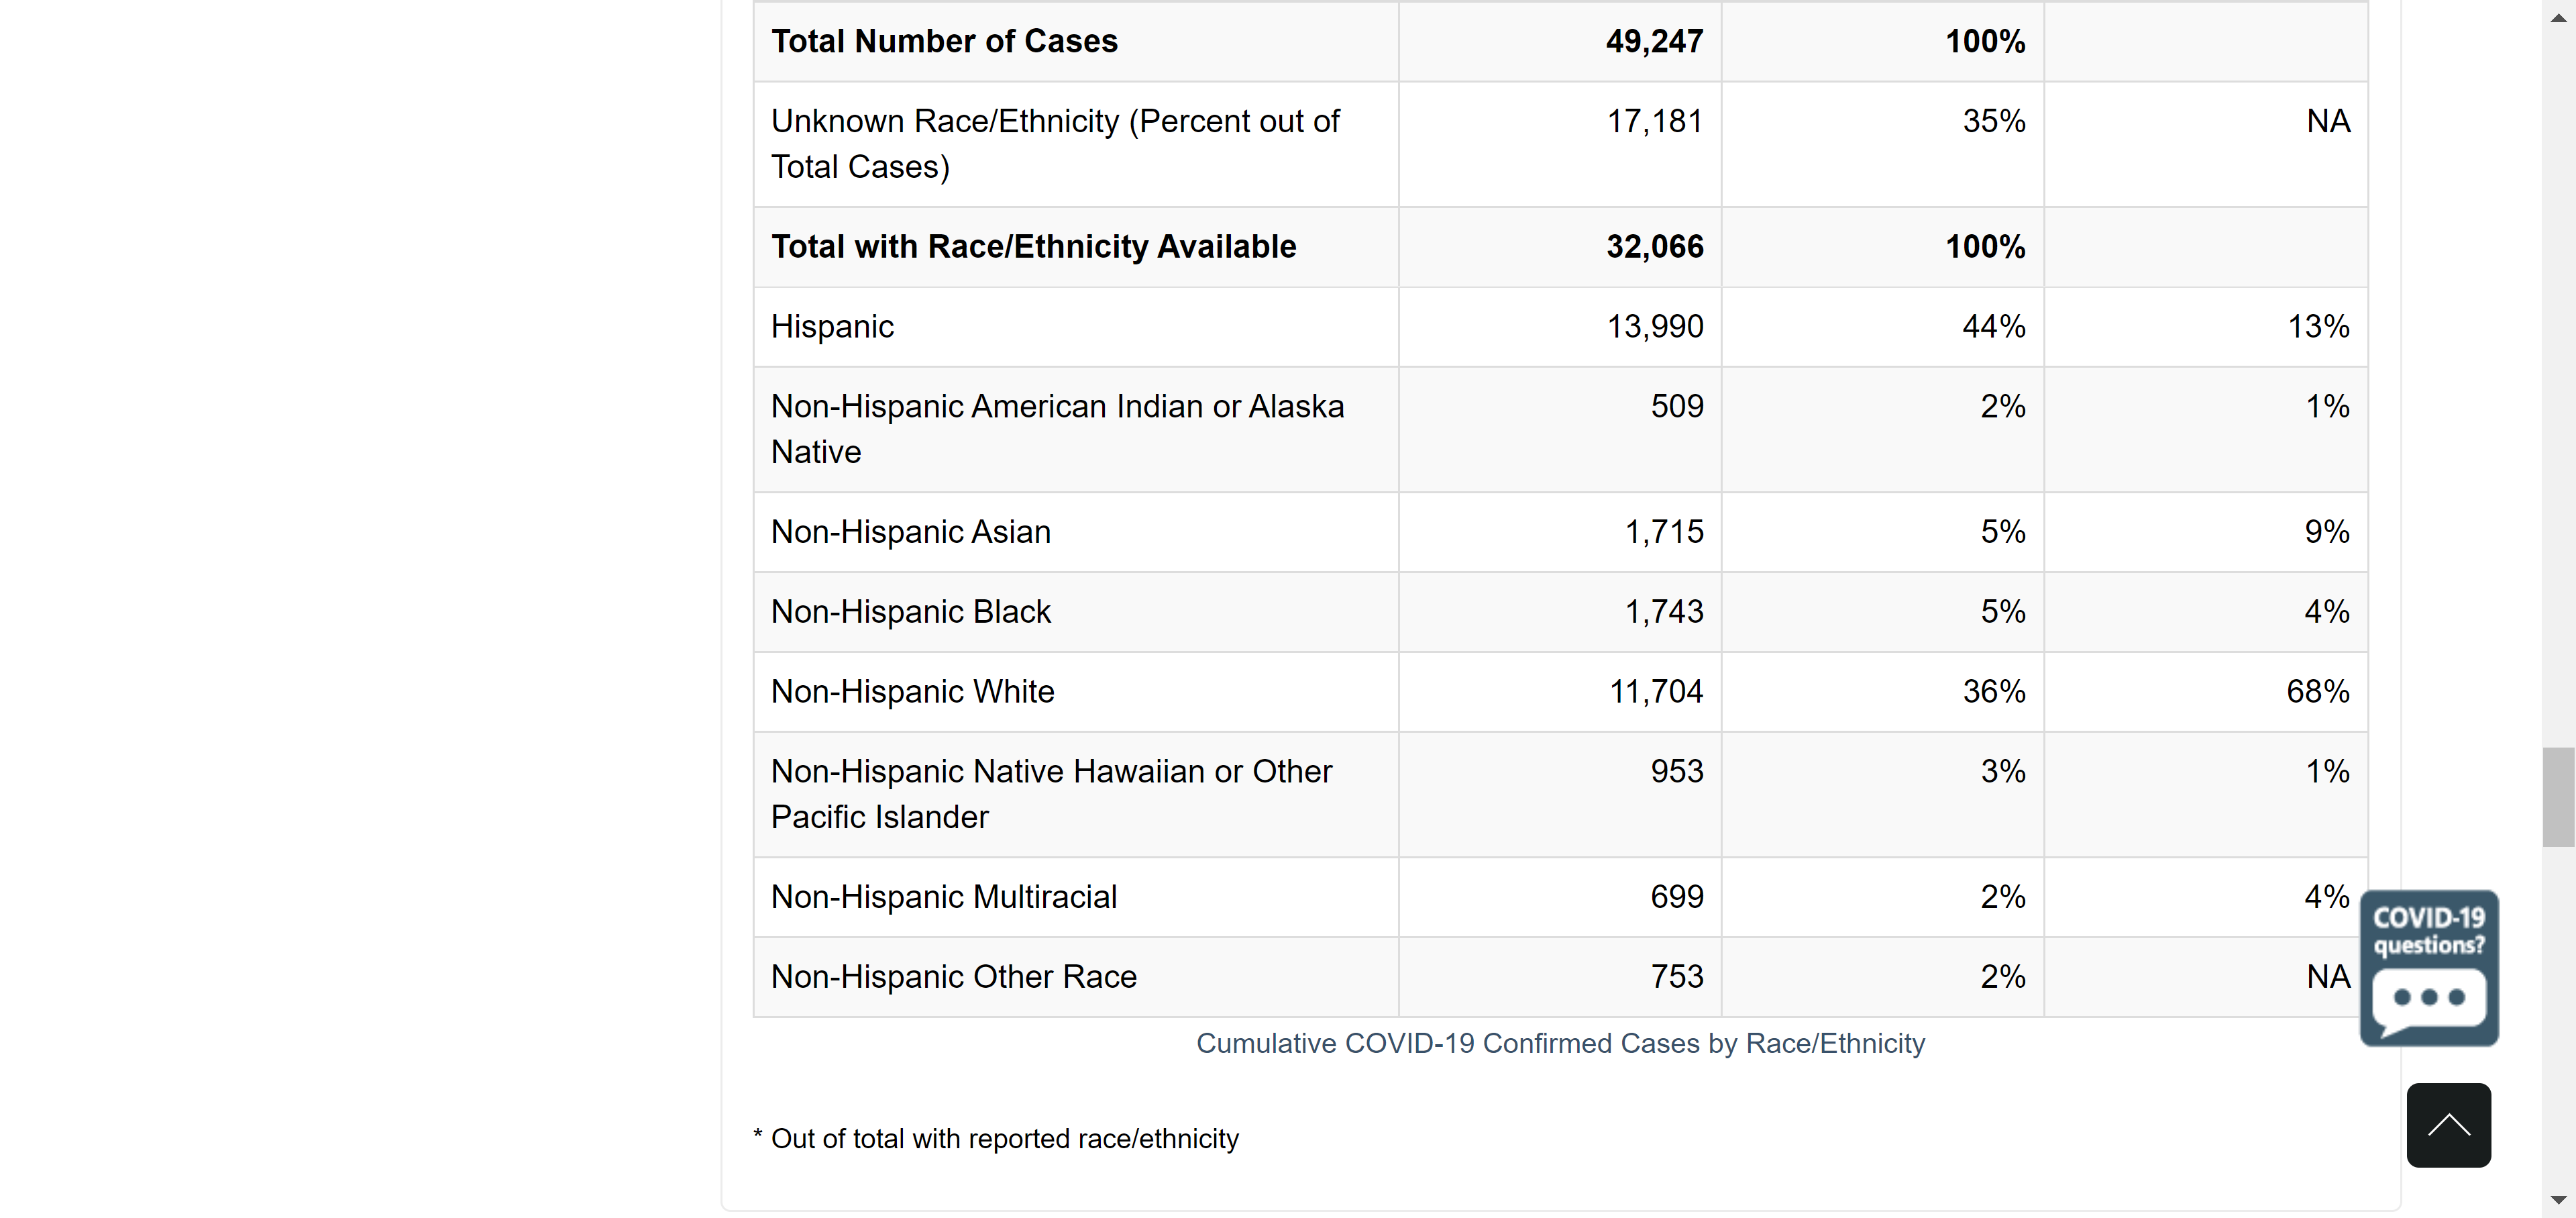 Total Number of Cases 49,247 100%
Unknown Race/Ethnicity (Percent out of 17,181 35% NA
Total Cases)
Total with Race/Ethnicity Available 32,066 100%
Hispanic 13,990 44% 13%
Non-Hispanic American Indian or Alaska 509 2% 1%
Native
Non-Hispanic Asian 1,715 5% 9%
Non-Hispanic Black 1,743 5% 4%
Non-Hispanic White 11,704 36% 68%
Non-Hispanic Native Hawaiian or Other 953 3% 1%
Pacific Islander
Non-Hispanic Multiracial 699 2% 4%
Non-Hispanic Other Race 753 2% NA
COVID-19
questions?
Cumulative COVID-19 Confirmed Cases by Race/Ethnicity
* Out of total with reported race/ethnicity